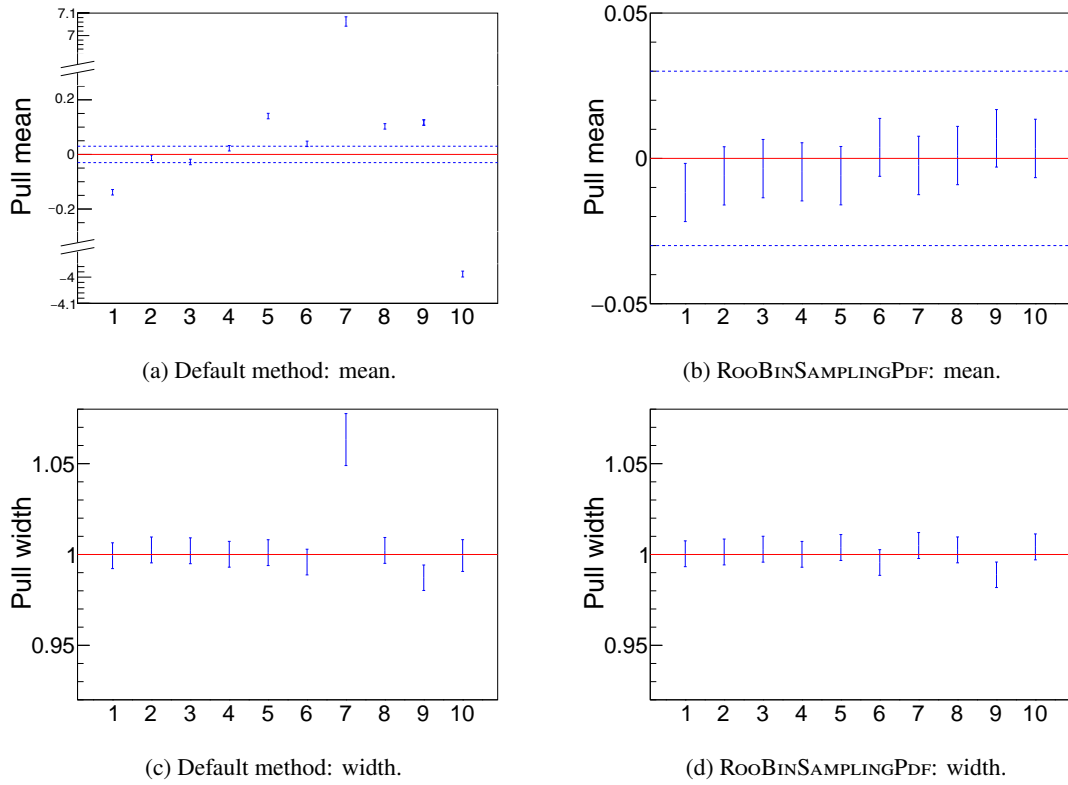 7.1
7
0.2
0
−0.2
−4
−4.1
Pull mean
1 2 3 4 5 6 7 8 9 10
(a) Default method: mean.
0.05
0
−0.05
Pull mean
1 2 3 4 5 6 7 8 9 10
(b) RooBinSamplingPdf: mean.
1.05
1
0.95
Pull width
1 2 3 4 5 6 7 8 9 10
(c) Default method: width.
1.05
1
0.95
Pull width
1 2 3 4 5 6 7 8 9 10
(d) RooBinSamplingPdf: width.